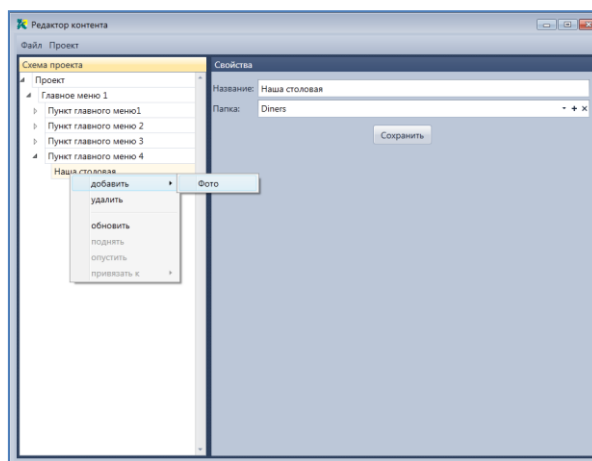 Редактор контента
Файл Проект
Схема проекта
Свойства
Проект
Главное меню 1
Пункт главного меню1
Пункт главного меню 2
Пункт главного меню 3
Пункт главного меню 4
Наша столовая
Название: Наша столовая
Папка: Diners
Сохранить
добавить
Фото
удалить
обновить
поднять
опустить
привязать к